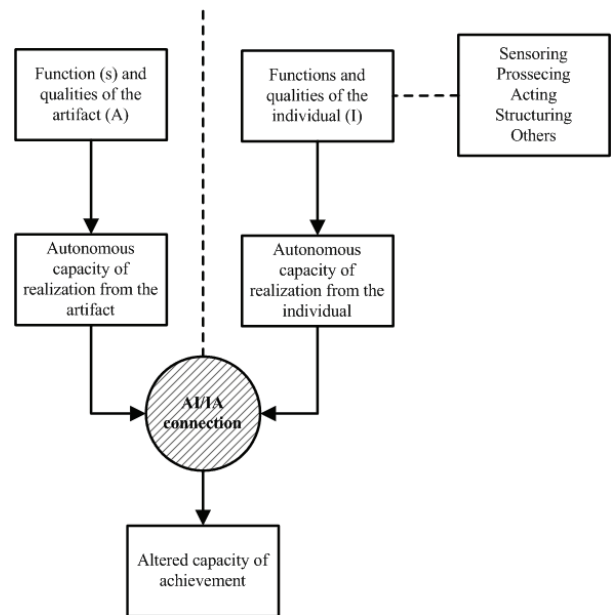 Function (s) and
qualities of the
artifact (A)
Functions and
qualities of the
individual (I)
Sensoring
Prossecing
Acting
Structuring
Others
Autonomous
capacity of
realization from the
artifact
Autonomous
capacity of
realization from the
individual
AI/IA
connection
Altered capacity of
achievement